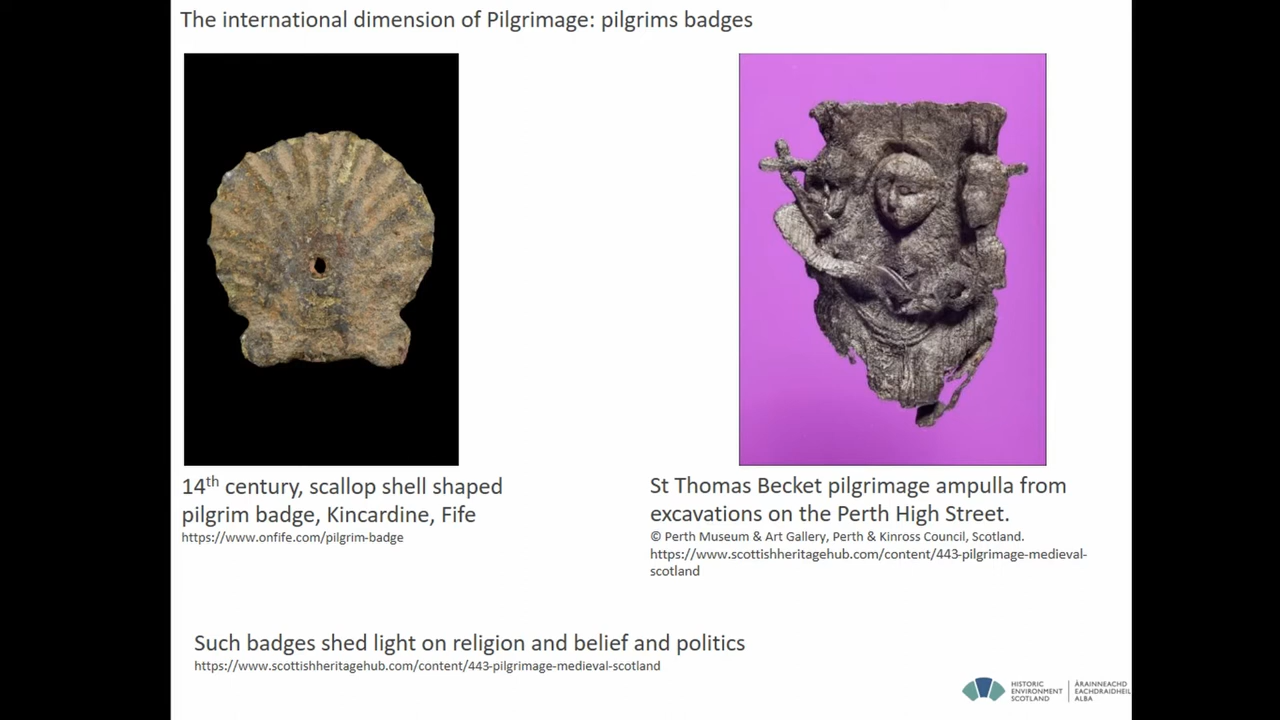 The international dimension of Pilgrimage: pilgrims badges
14th century, scallop shell shaped
pilgrim badge, Kincardine, Fife
https://www.onfife.com/pilgrim-badge
St Thomas Becket pilgrimage ampulla from
excavations on the Perth High Street.
© Perth Museum & Art Gallery, Perth & Kinross Council, Scotland.
https://www.scottishheritagehub.com/content/443-pilgrimage-medieval-
scotland
Such badges shed light on religion and belief and politics
https://www.scottishheritagehub.com/content/443-pilgrimage-medieval-scotland
HISTORIC
ENVIRONMENT
SCOTLAND
ÀRAINNEACHD
EACHDRAIDHEIL
ALBA